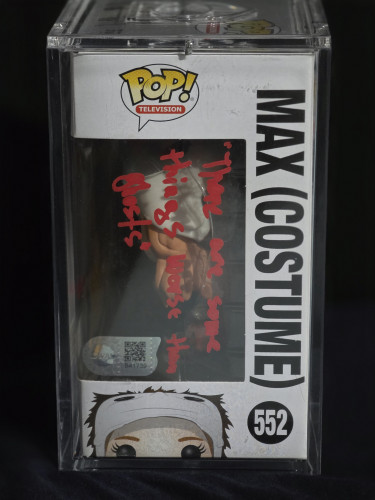 POP!
TELEVISION
MAX (COSTUME)
552
"There are some
things worse than
ghosts"